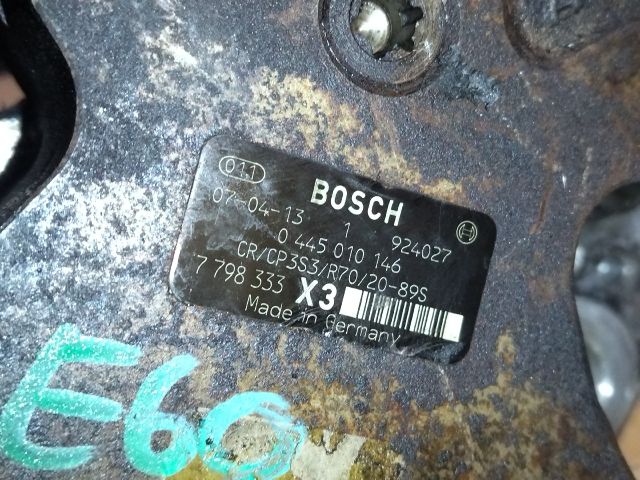 011 BOSCH
07-04-13 1 924027
0 445 010 146
CR/CP3S3/R70/20-89S
7 798 333 X3
Made in Germany
E60